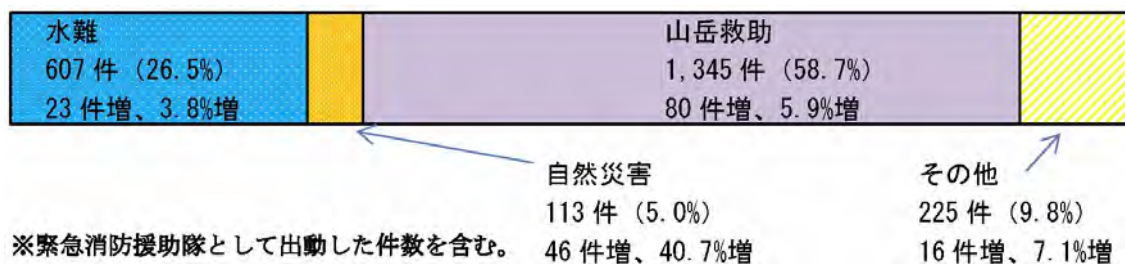 水難
607 件（26.5%）
23 件増、3.8%増
山岳救助
1,345 件（58.7%）
80 件増、5.9%増
自然災害
113 件（5.0%）
46 件増、40.7%増
その他
225 件（9.8%）
16 件増、7.1%増
※緊急消防援助隊として出動した件数を含む。